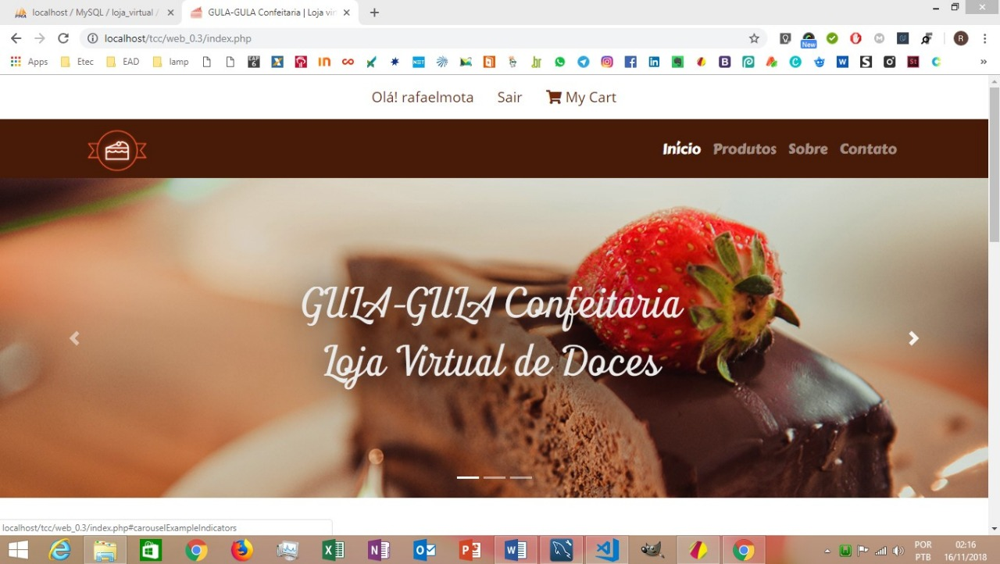 localhost / MySQL / loja_virtual /
GULA-GULA Confeitaria | Loja vir
localhost/tcc/web_0.3/index.php
New
R
Apps
Etec
EAD
lamp
Olá! rafaelmota
Sair
My Cart
Início
Produtos
Sobre
Contato
GULA-GULA Confeitaria
Loja Virtual de Doces
localhost/tcc/web_0.3/index.php#carouselExampleIndicators
POR
PTB
02:16
16/11/2018